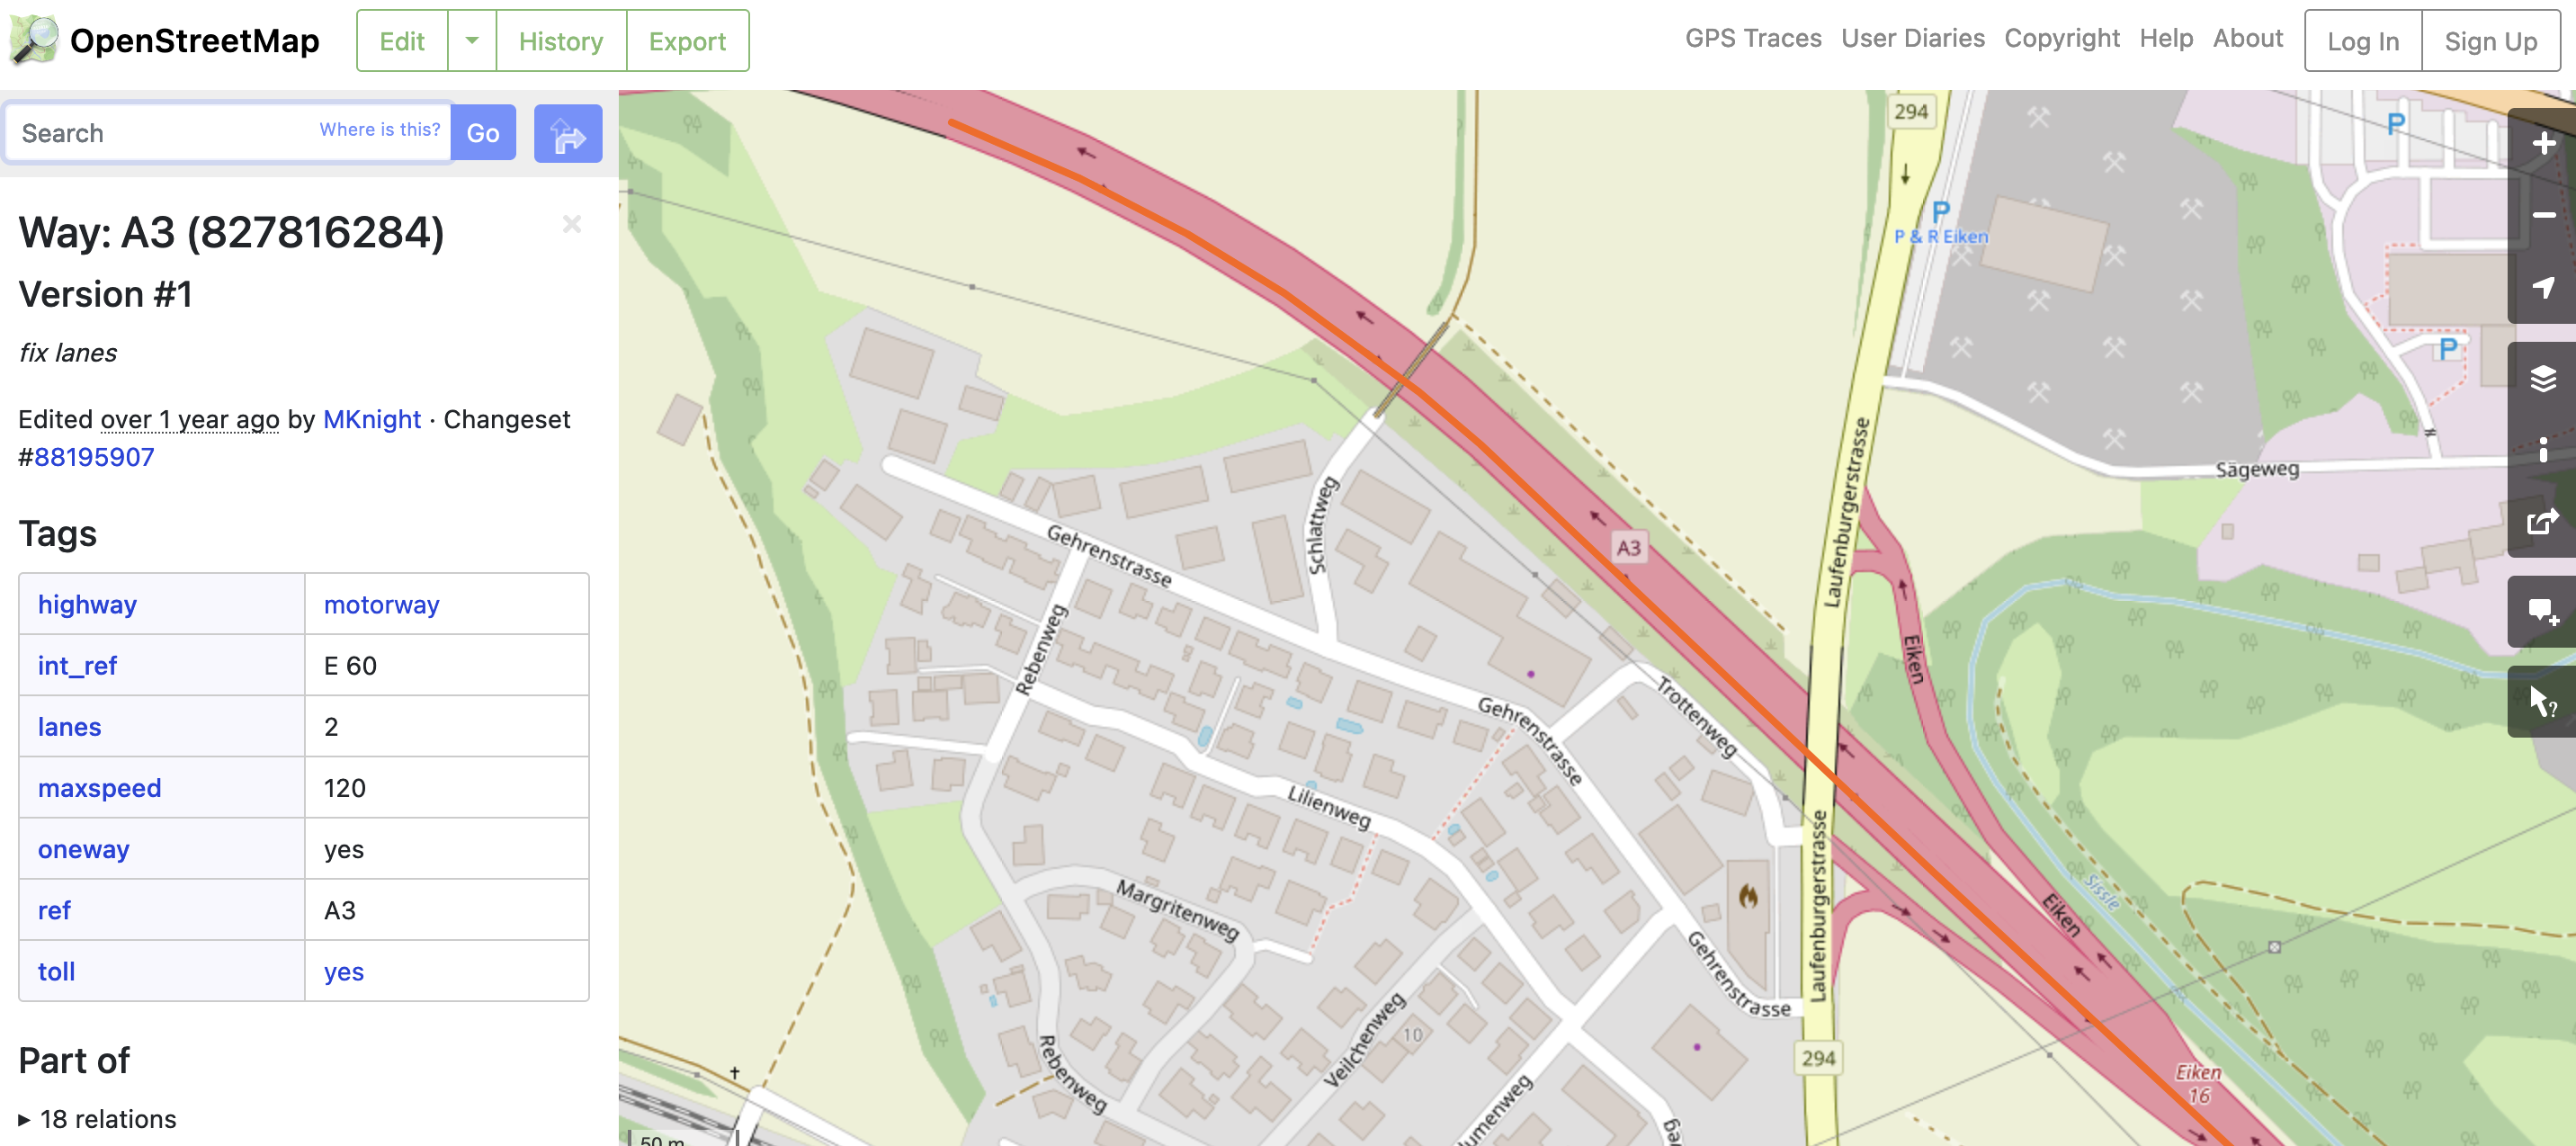 OpenStreetMap
Edit
History
Export
GPS Traces
User Diaries
Copyright
Help
About
Log In
Sign Up
Search
Where is this?
Go
Way: A3 (827816284)
Version #1
fix lanes
Edited over 1 year ago by MKnight · Changeset
#88195907
Tags
highway motorway
int_ref E 60
lanes 2
maxspeed 120
oneway yes
ref A3
toll yes
Part of
▸ 18 relations
294
P
P & R Eiken
P
P
Sägeweg
Laufenburgerstrasse
A3
Eiken
Schlattweg
Gehrenstrasse
Rebenweg
Trottenweg
Gehrenstrasse
Lilienweg
Laufenburgerstrasse
Margritenweg
Eiken
Sissle
Gehrenstrasse
Veilchenweg
10
Rebenweg
294
Eiken
16
umenweg
eg
50 m